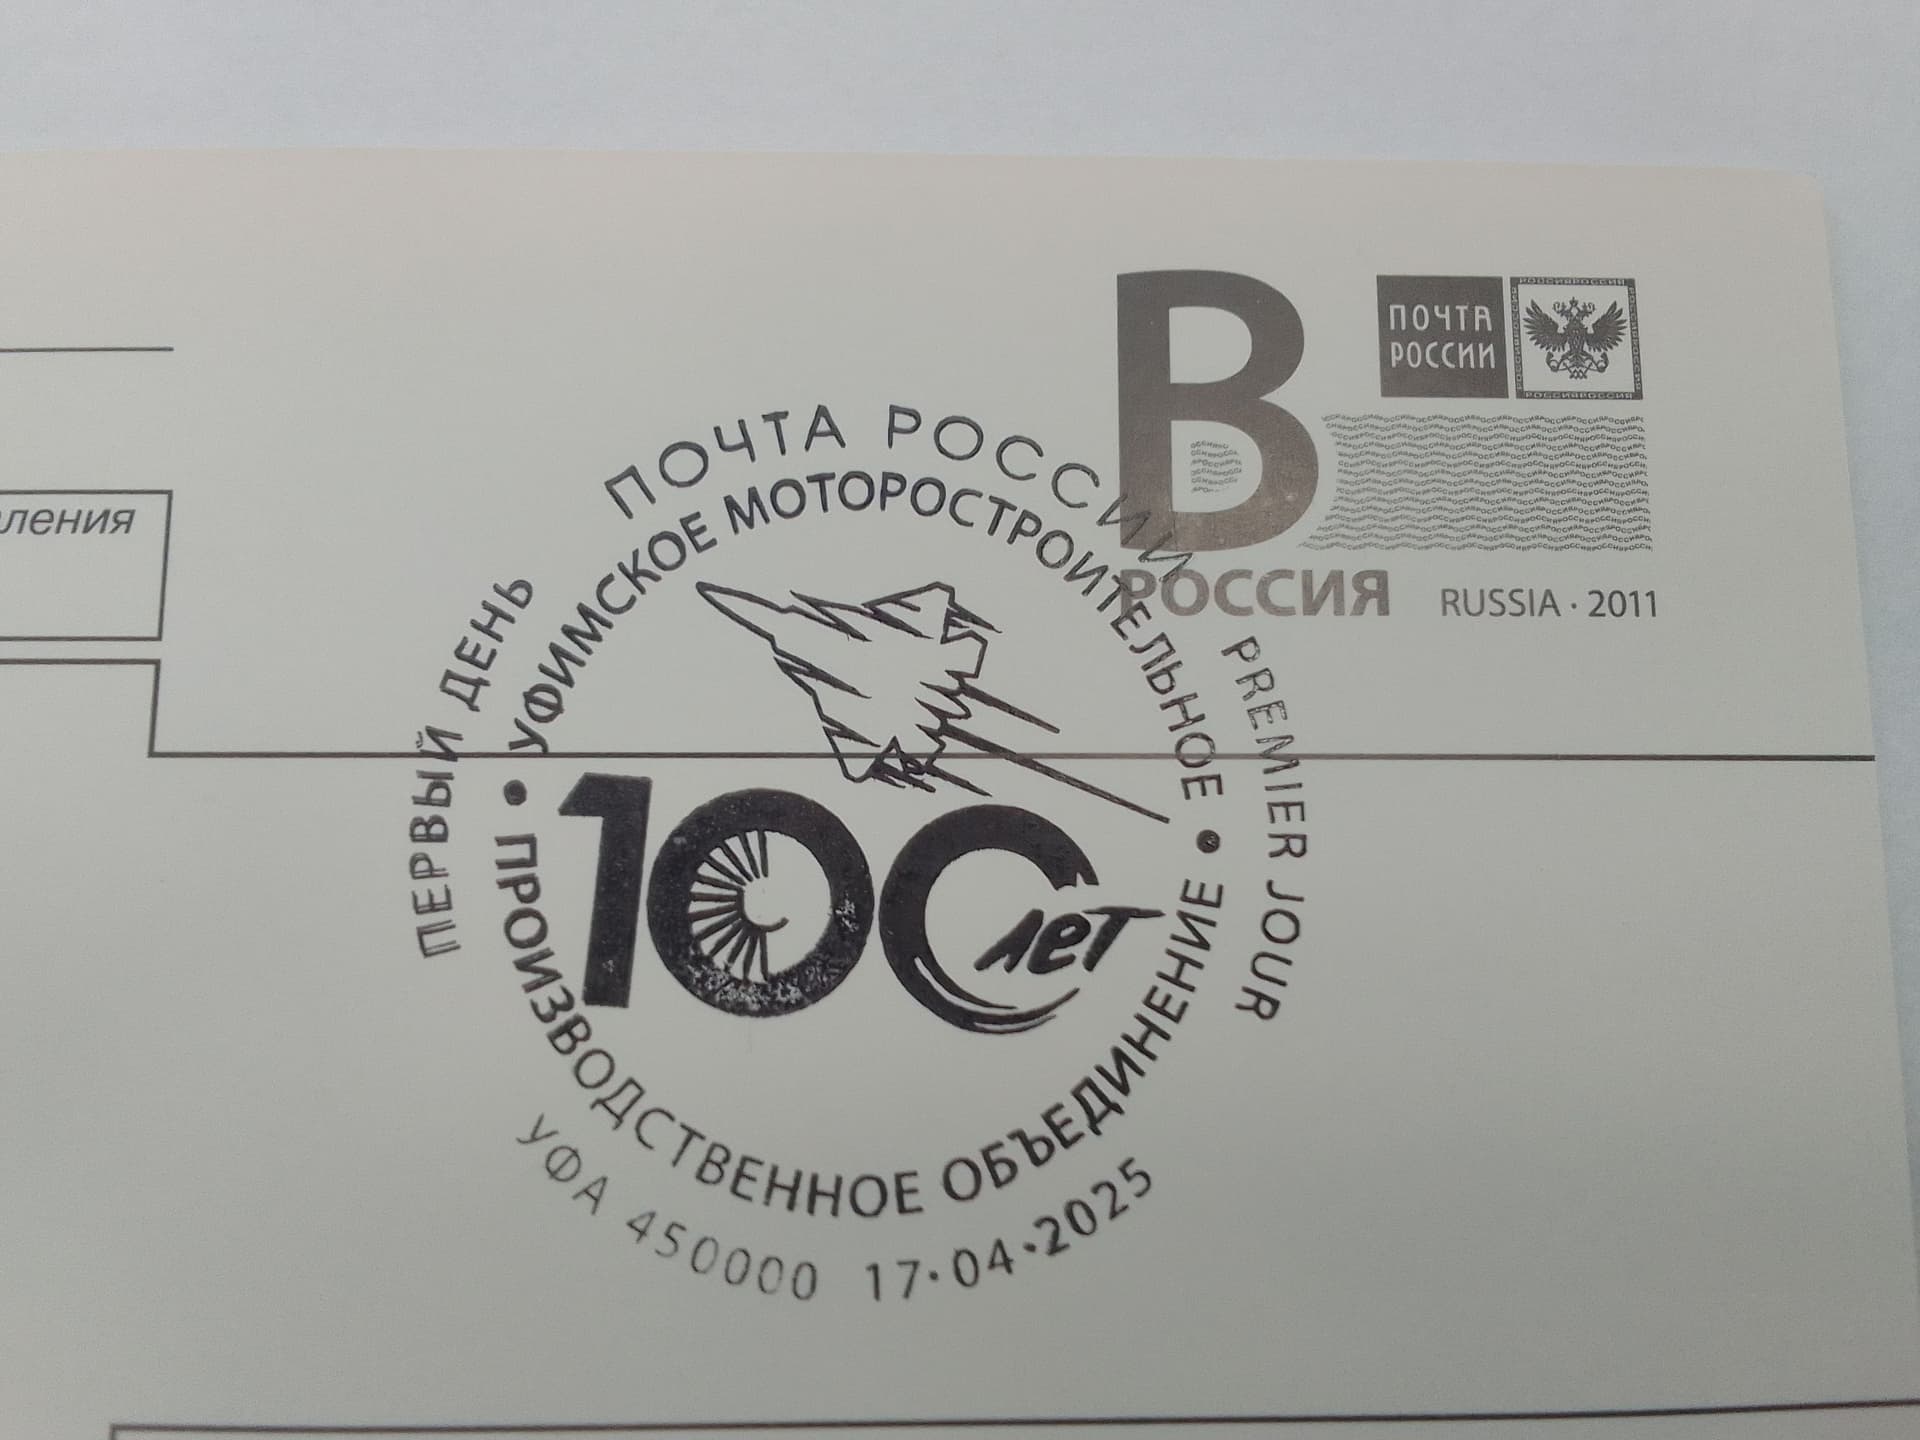 В
ПОЧТА
РОССИИ
РОССИЯ
RUSSIA · 2011
ления
ПОЧТА РОССИИ
ПЕРВЫЙ ДЕНЬ
PREMIER JOUR
УФИМСКОЕ МОТОРОСТРОИТЕЛЬНОЕ
100 лет
ПРОИЗВОДСТВЕННОЕ ОБЪЕДИНЕНИЕ
УФА 450000 17·04·2025